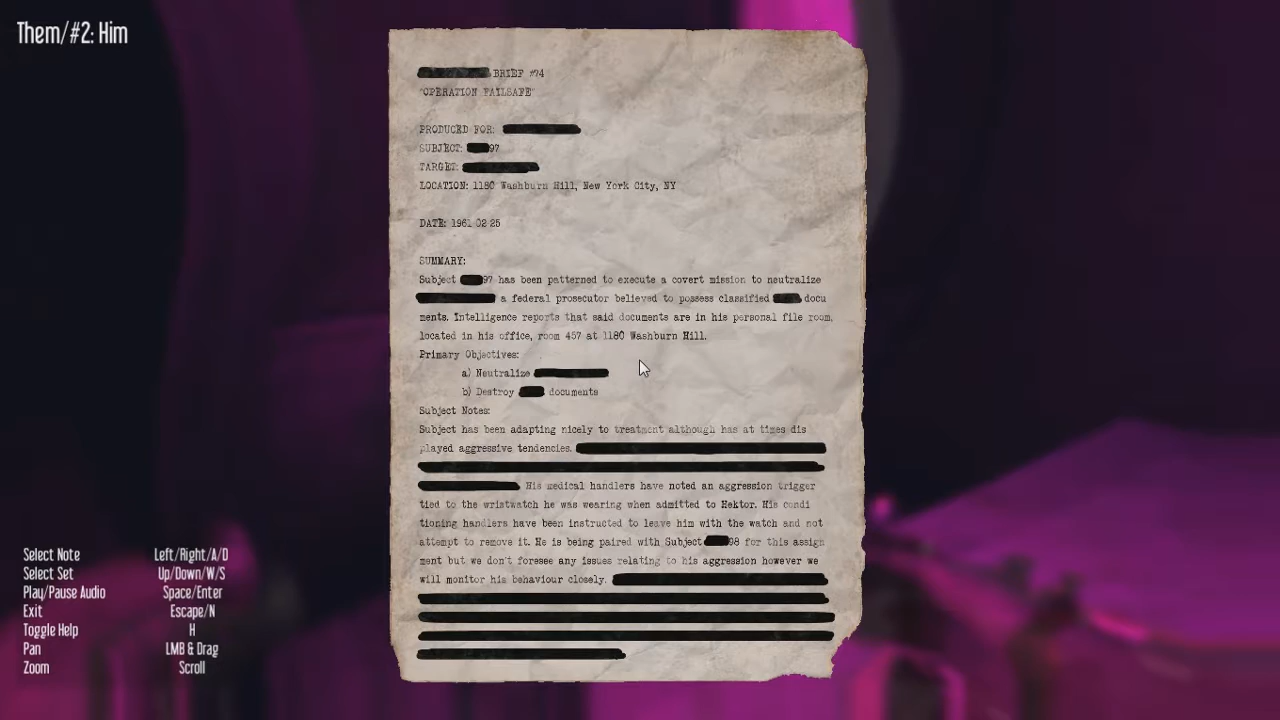 Them/#2: Him
BRIEF #74
"OPERATION FAILSAFE"
PRODUCED FOR:
SUBJECT: 97
TARGET:
LOCATION: 1180 Washburn Hill, New York City, NY
DATE: 1961 02 25
SUMMARY:
Subject 97 has been patterned to execute a covert mission to neutralize
a federal prosecutor believed to possess classified docu
ments. Intelligence reports that said documents are in his personal file room,
located in his office, room 457 at 1180 Washburn Hill.
Primary Objectives:
a) Neutralize
b) Destroy documents
Subject Notes:
Subject has been adapting nicely to treatment although has at times dis
played aggressive tendencies.
His medical handlers have noted an aggression trigger
tied to the wristwatch he was wearing when admitted to Hektor. His condi
tioning handlers have been instructed to leave him with the watch and not
attempt to remove it. He is being paired with Subject 98 for this assign
ment but we don't foresee any issues relating to his aggression however we
will monitor his behaviour closely.
Select Note Left/Right/A/D
Select Set Up/Down/W/S
Play/Pause Audio Space/Enter
Exit Escape/N
Toggle Help H
Pan LMB & Drag
Zoom Scroll